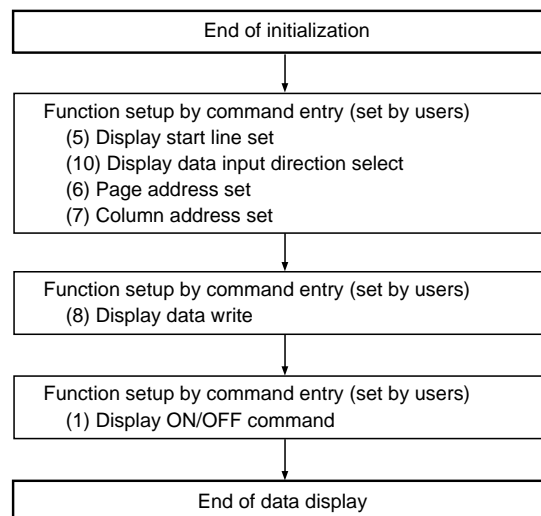 End of initialization
Function setup by command entry (set by users)
(5) Display start line set
(10) Display data input direction select
(6) Page address set
(7) Column address set
Function setup by command entry (set by users)
(8) Display data write
Function setup by command entry (set by users)
(1) Display ON/OFF command
End of data display